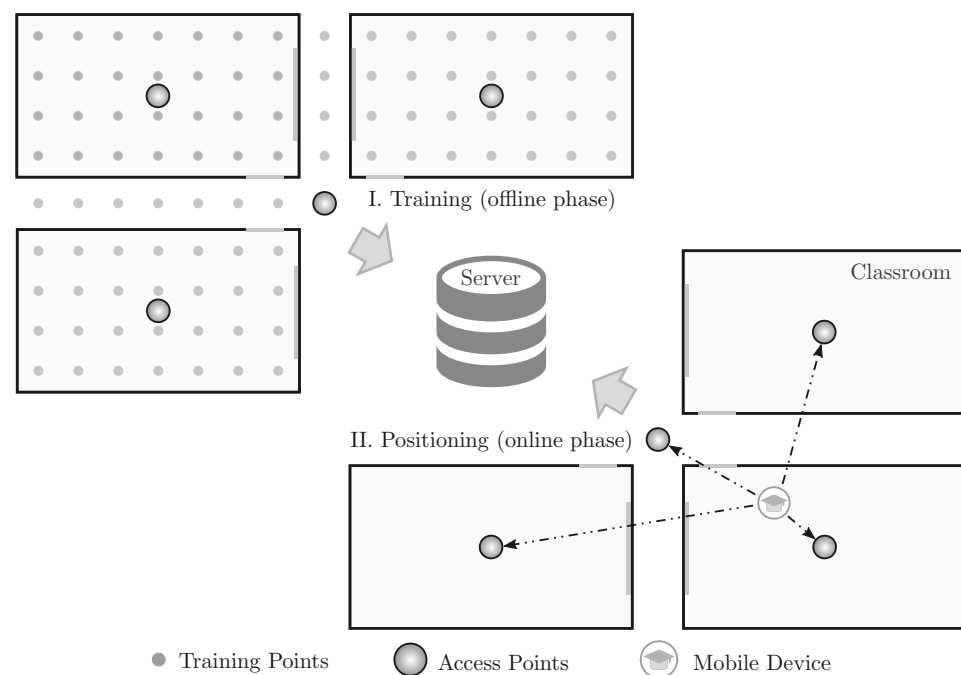 I. Training (offline phase)
Server
Classroom
II. Positioning (online phase)
Training Points
Access Points
Mobile Device